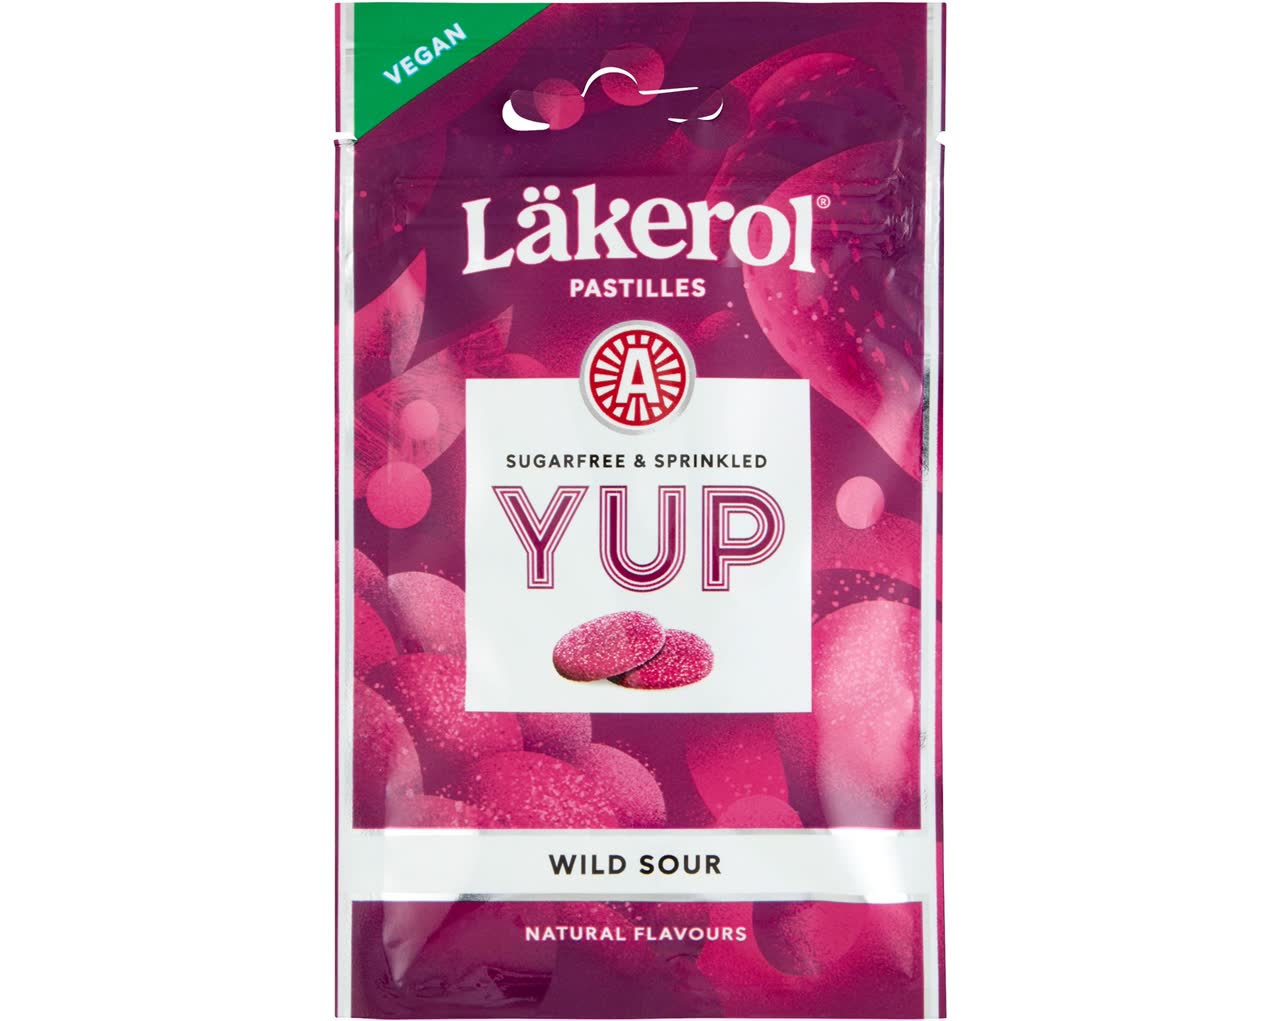 VEGAN
Läkerol®
PASTILLES
A
SUGARFREE & SPRINKLED
YUP
WILD SOUR
NATURAL FLAVOURS